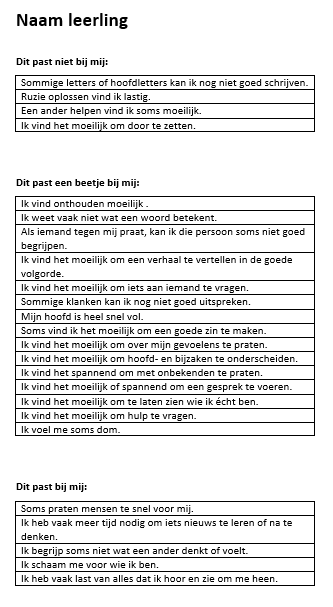 Naam leerling
Dit past niet bij mij:
Sommige letters of hoofdletters kan ik nog niet goed schrijven.
Ruzie oplossen vind ik lastig.
Een ander helpen vind ik soms moeilijk.
Ik vind het moeilijk om door te zetten.
Dit past een beetje bij mij:
Ik vind onthouden moeilijk .
Ik weet vaak niet wat een woord betekent.
Als iemand tegen mij praat, kan ik die persoon soms niet goed
begrijpen.
Ik vind het moeilijk om een verhaal te vertellen in de goede
volgorde.
Ik vind het moeilijk om iets aan iemand te vragen.
Sommige klanken kan ik nog niet goed uitspreken.
Mijn hoofd is heel snel vol.
Soms vind ik het moeilijk om een goede zin te maken.
Ik vind het moeilijk om over mijn gevoelens te praten.
Ik vind het moeilijk om hoofd- en bijzaken te onderscheiden.
Ik vind het spannend om met onbekenden te praten.
Ik vind het moeilijk of spannend om een gesprek te voeren.
Ik vind het moeilijk om te laten zien wie ik écht ben.
Ik vind het moeilijk om hulp te vragen.
Ik voel me soms dom.
Dit past bij mij:
Soms praten mensen te snel voor mij.
Ik heb vaak meer tijd nodig om iets nieuws te leren of na te
denken.
Ik begrijp soms niet wat een ander denkt of voelt.
Ik schaam me voor wie ik ben.
Ik heb vaak last van alles dat ik hoor en zie om me heen.